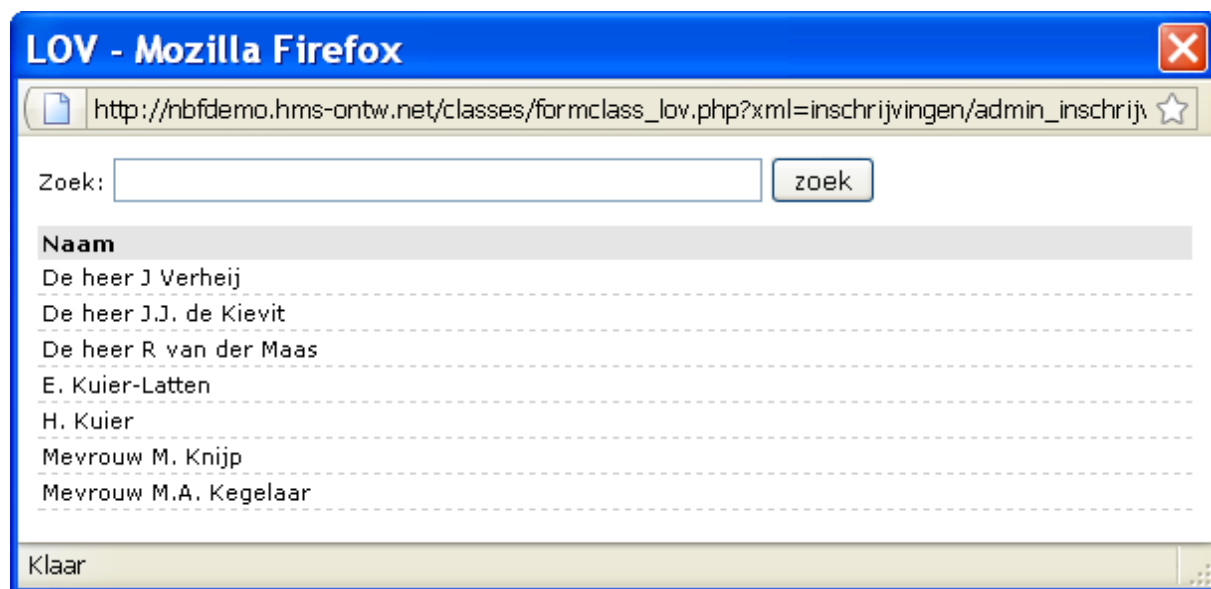 LOV - Mozilla Firefox
http://nbfdemo.hms-ontw.net/classes/formclass_lov.php?xml=inschrijvingen/admin_inschrijv
Zoek: zoek
Naam
De heer J Verheij
De heer J.J. de Kievit
De heer R van der Maas
E. Kuier-Latten
H. Kuier
Mevrouw M. Knijp
Mevrouw M.A. Kegelaar
Klaar